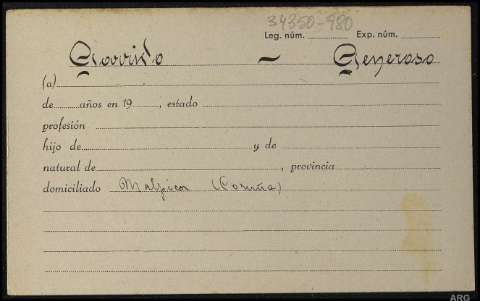 34350-980
Leg. núm. Exp. núm.
Garrido - Generoso
(a)
de años en 19 , estado
profesión
hijo de y de
natural de , provincia
domiciliado Malpica (Coruña)
ARG